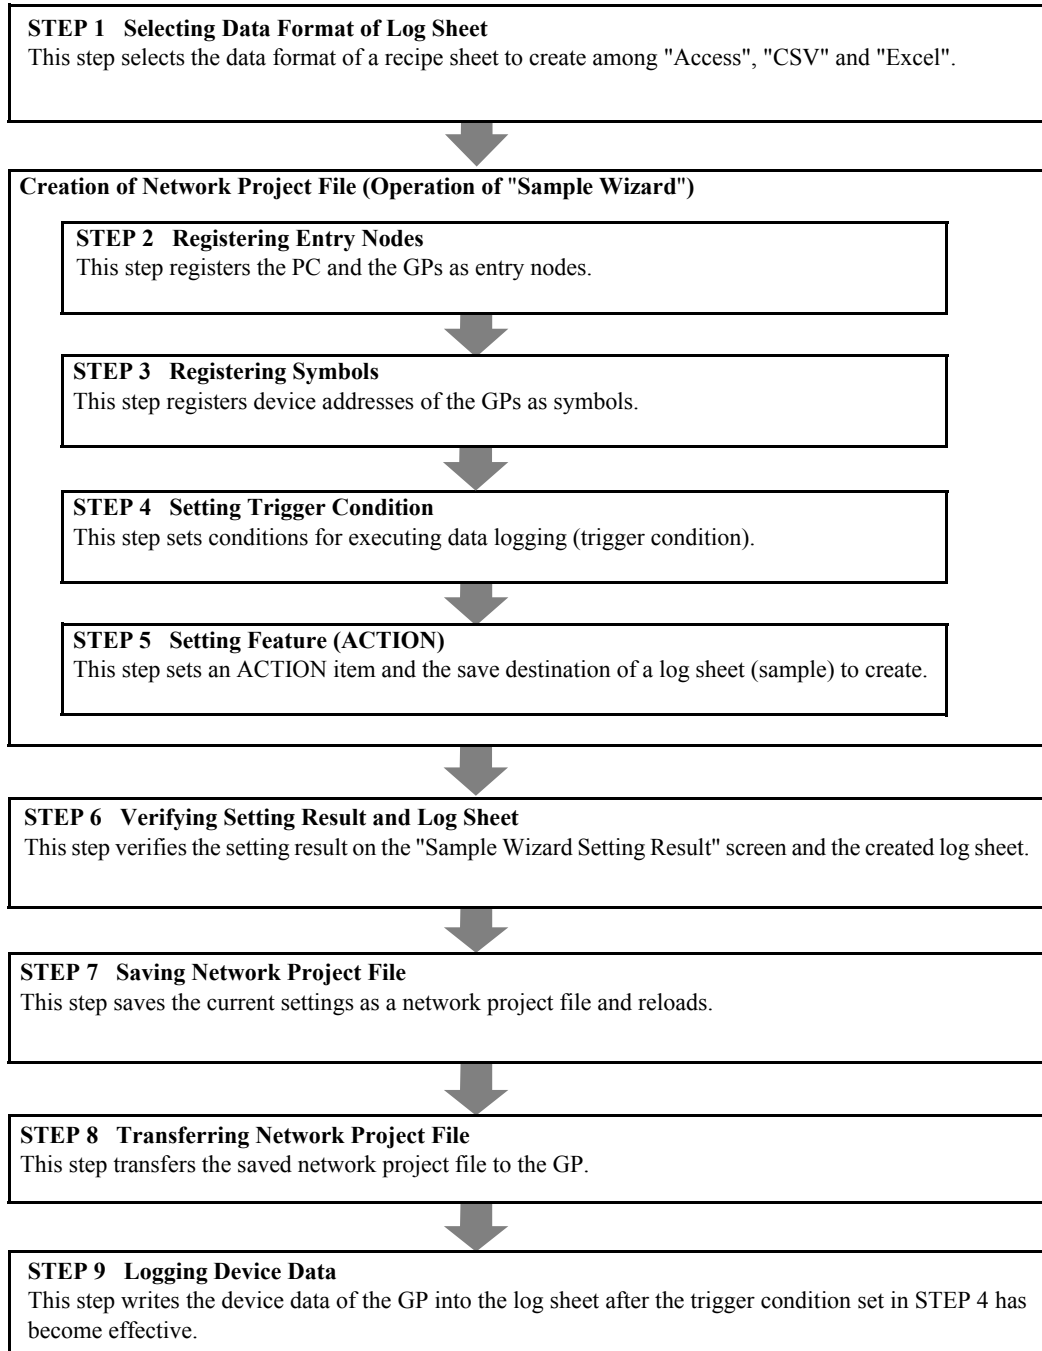 STEP 1   Selecting Data Format of Log Sheet
This step selects the data format of a recipe sheet to create among "Access", "CSV" and "Excel".
Creation of Network Project File (Operation of "Sample Wizard")
STEP 2   Registering Entry Nodes
This step registers the PC and the GPs as entry nodes.
STEP 3   Registering Symbols
This step registers device addresses of the GPs as symbols.
STEP 4   Setting Trigger Condition
This step sets conditions for executing data logging (trigger condition).
STEP 5   Setting Feature (ACTION)
This step sets an ACTION item and the save destination of a log sheet (sample) to create.
STEP 6   Verifying Setting Result and Log Sheet
This step verifies the setting result on the "Sample Wizard Setting Result" screen and the created log sheet.
STEP 7   Saving Network Project File
This step saves the current settings as a network project file and reloads.
STEP 8   Transferring Network Project File
This step transfers the saved network project file to the GP.
STEP 9   Logging Device Data
This step writes the device data of the GP into the log sheet after the trigger condition set in STEP 4 has
become effective.